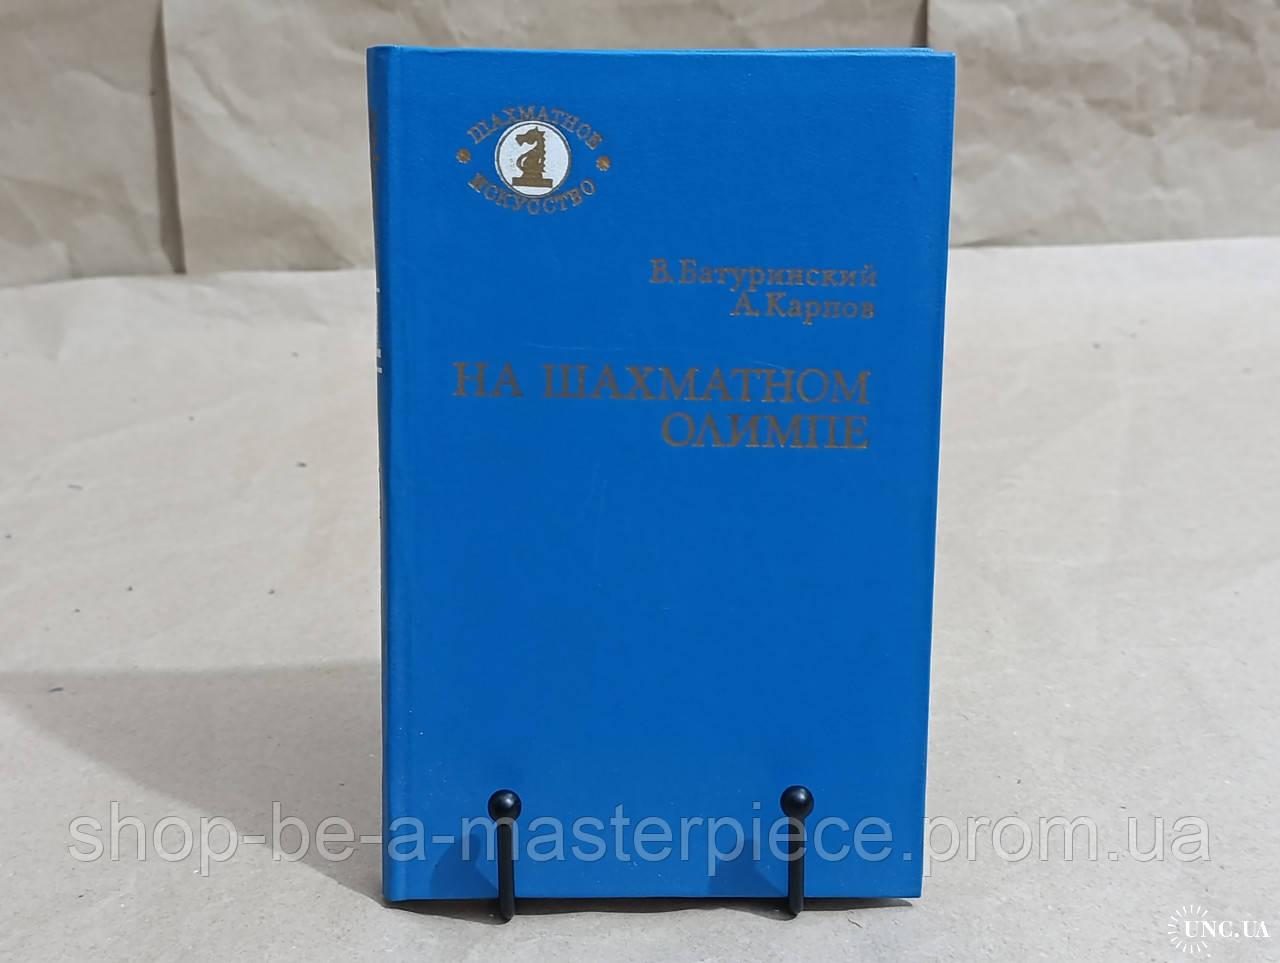 ШАХМАТНОЕ
ИСКУССТВО
В. Батуринский
А. Карпов
НА ШАХМАТНОМ
ОЛИМПЕ
shop-be-a-masterpiece.prom.ua
UNC.UA